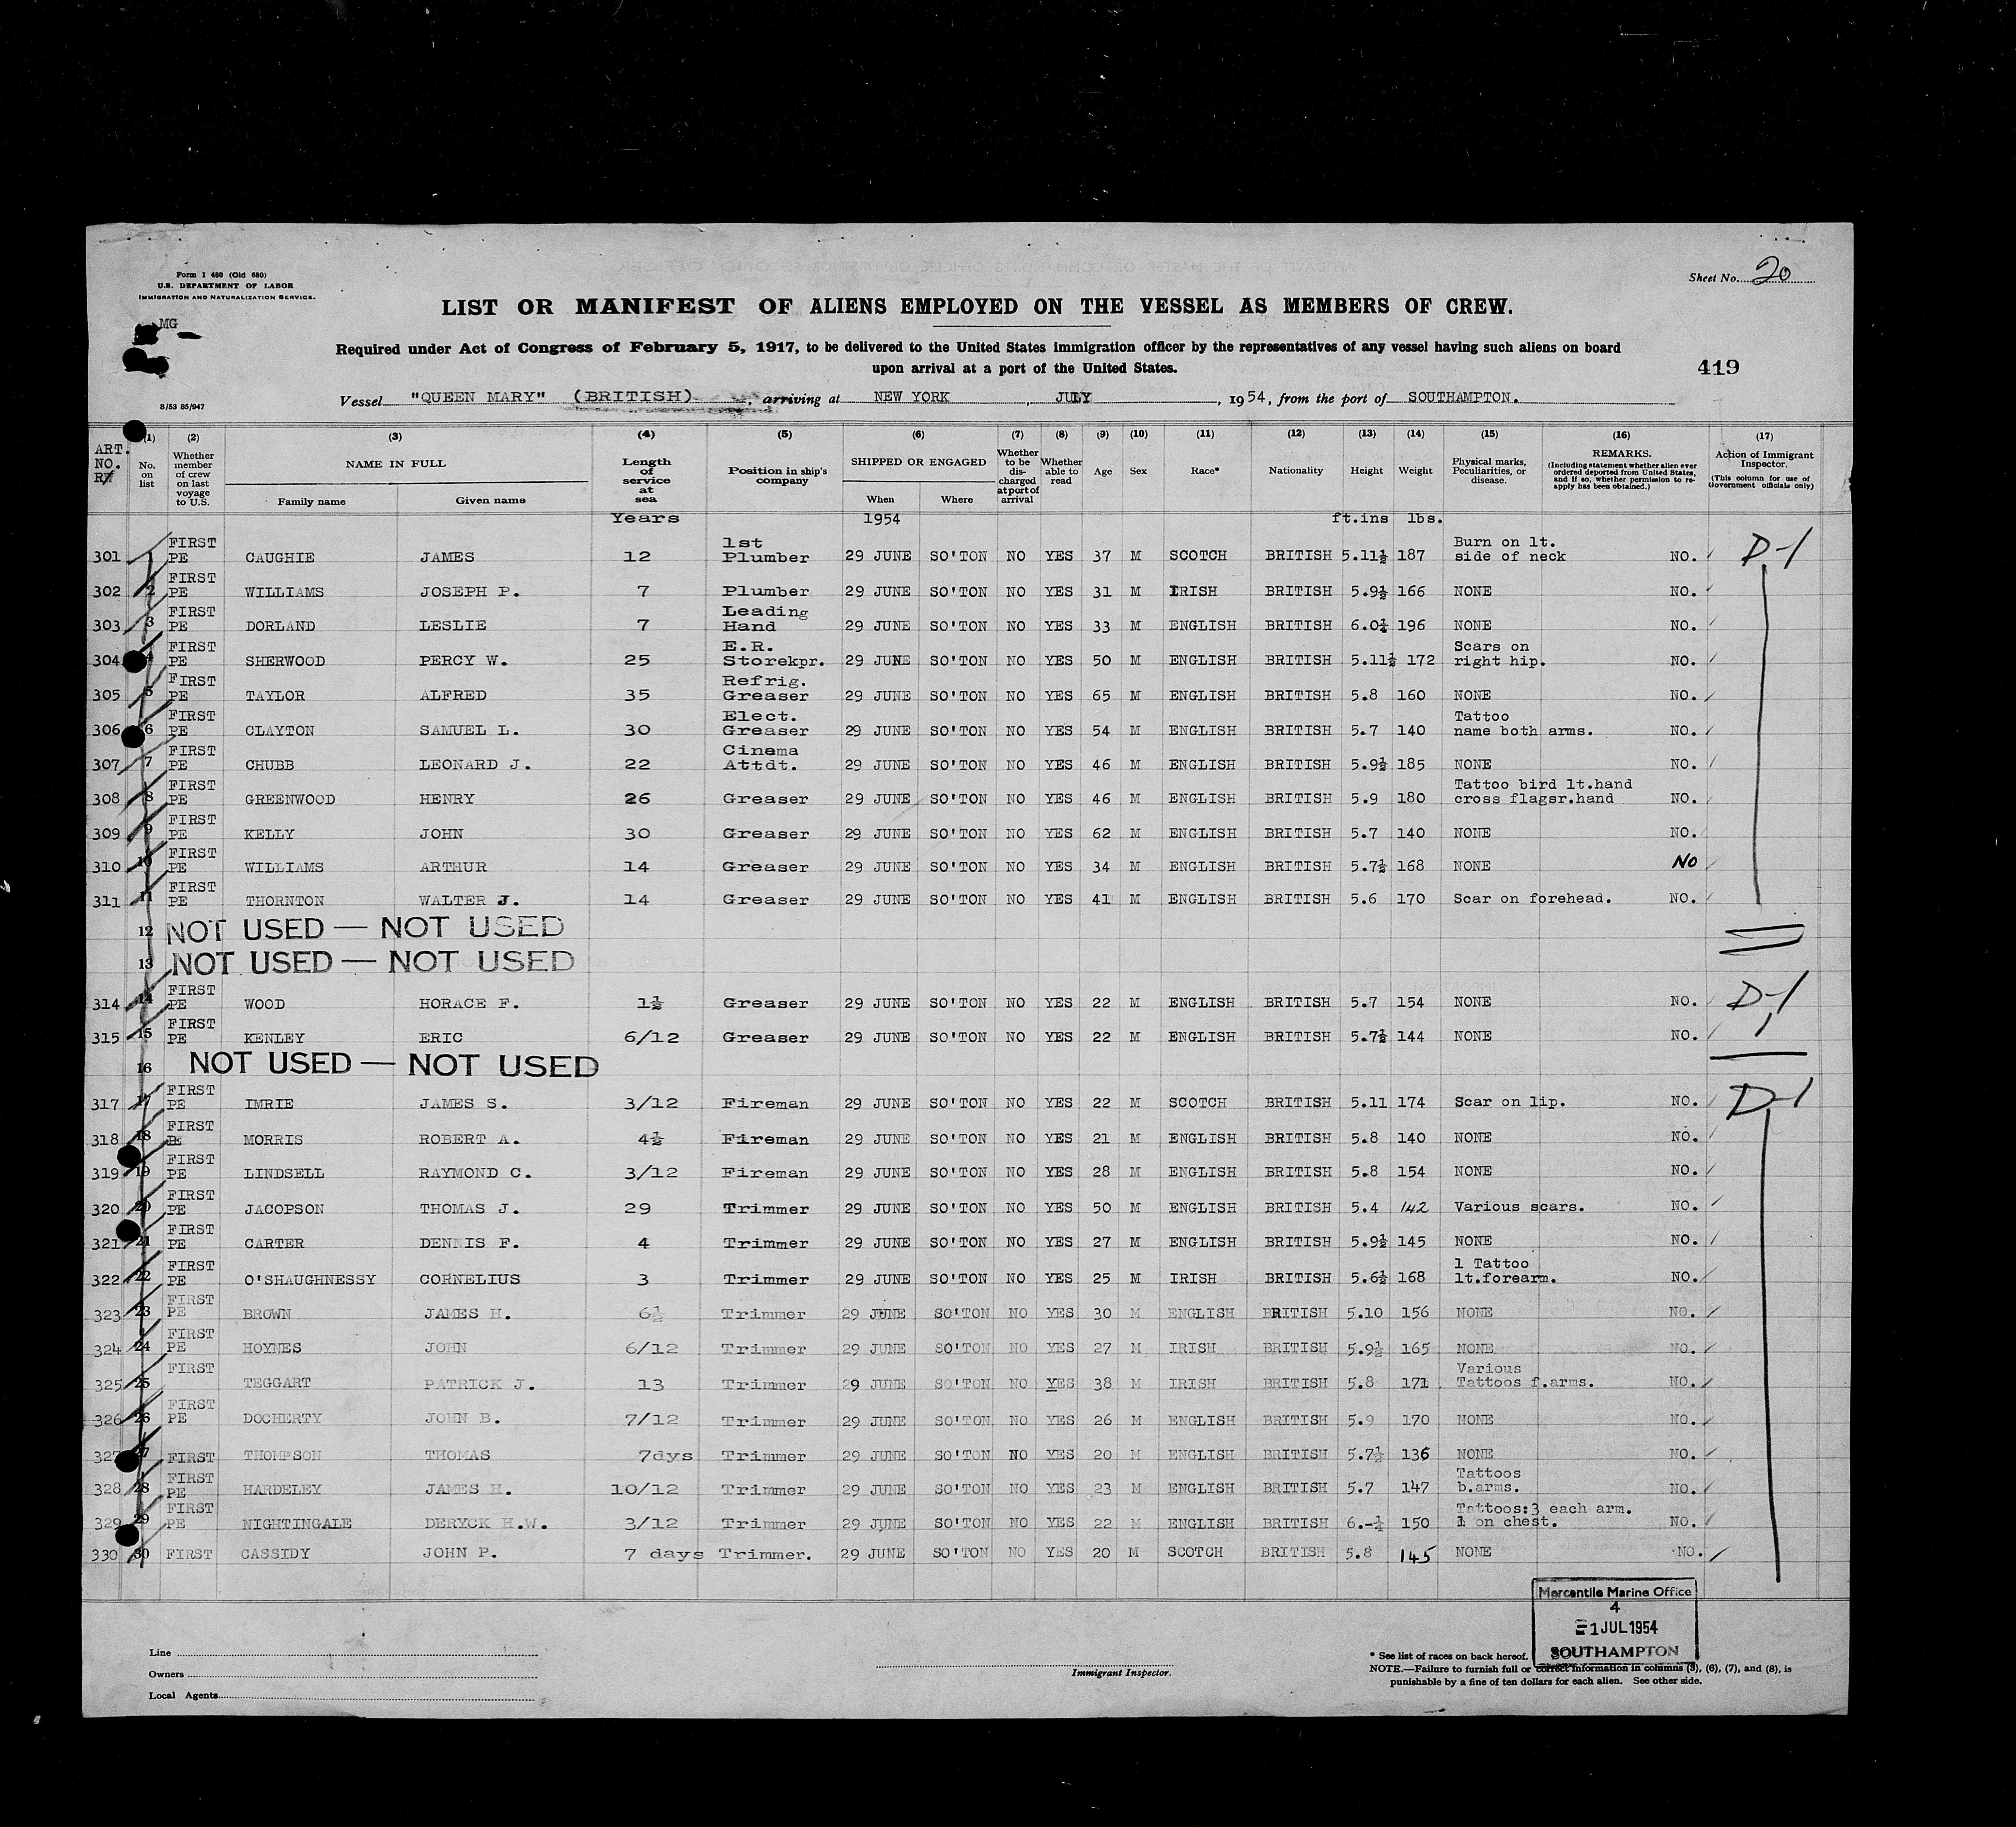 Form I 480 (Old 680)
U.S. DEPARTMENT OF LABOR
IMMIGRATION AND NATURALIZATION SERVICE.
Sheet No. 20
MG
LIST OR MANIFEST OF ALIENS EMPLOYED ON THE VESSEL AS MEMBERS OF CREW.
Required under Act of Congress of February 5, 1917, to be delivered to the United States immigration officer by the representatives of any vessel having such aliens on board
upon arrival at a port of the United States.
419
8/53 85/947
Vessel "QUEEN MARY" (BRITISH), arriving at NEW YORK, JULY, 1954, from the port of SOUTHAMPTON.
ART. NO. (1) No. on list (2) Whether member of crew on last voyage to U.S. (3) NAME IN FULL Family name Given name (4) Length of service at sea (5) Position in ship's company (6) SHIPPED OR ENGAGED When Where (7) Whether to be discharged at port of arrival (8) Whether able to read (9) Age (10) Sex (11) Race* (12) Nationality (13) Height (14) Weight (15) Physical marks, Peculiarities, or disease. (16) REMARKS. (Including statement whether alien ever ordered deported from United States, and if so, whether permission to re-apply has been obtained.) (17) Action of Immigrant Inspector. (This column for use of Government officials only)
Years 1954 ft.ins lbs.
301 1 FIRST PE CAUGHIE JAMES 12 1st Plumber 29 JUNE SO'TON NO YES 37 M SCOTCH BRITISH 5.11½ 187 Burn on lt. side of neck NO. D-1
302 2 FIRST PE WILLIAMS JOSEPH P. 7 Plumber 29 JUNE SO'TON NO YES 31 M IRISH BRITISH 5.9½ 166 NONE NO.
303 3 FIRST PE DORLAND LESLIE 7 Leading Hand 29 JUNE SO'TON NO YES 33 M ENGLISH BRITISH 6.0¼ 196 NONE NO.
304 4 FIRST PE SHERWOOD PERCY W. 25 E.R. Storekpr. 29 JUNE SO'TON NO YES 50 M ENGLISH BRITISH 5.11½ 172 Scars on right hip. NO.
305 5 FIRST PE TAYLOR ALFRED 35 Refrig. Greaser 29 JUNE SO'TON NO YES 65 M ENGLISH BRITISH 5.8 160 NONE NO.
306 6 FIRST PE CLAYTON SAMUEL L. 30 Elect. Greaser 29 JUNE SO'TON NO YES 54 M ENGLISH BRITISH 5.7 140 Tattoo name both arms. NO.
307 7 FIRST PE CHUBB LEONARD J. 22 Cinema Attdt. 29 JUNE SO'TON NO YES 46 M ENGLISH BRITISH 5.9½ 185 NONE NO.
308 8 FIRST PE GREENWOOD HENRY 26 Greaser 29 JUNE SO'TON NO YES 46 M ENGLISH BRITISH 5.9 180 Tattoo bird lt.hand cross flagsr.hand NO.
309 9 FIRST PE KELLY JOHN 30 Greaser 29 JUNE SO'TON NO YES 62 M ENGLISH BRITISH 5.7 140 NONE NO.
310 10 FIRST PE WILLIAMS ARTHUR 14 Greaser 29 JUNE SO'TON NO YES 34 M ENGLISH BRITISH 5.7½ 168 NONE NO
311 11 FIRST PE THORNTON WALTER J. 14 Greaser 29 JUNE SO'TON NO YES 41 M ENGLISH BRITISH 5.6 170 Scar on forehead. NO.
12 NOT USED — NOT USED
13 NOT USED — NOT USED
314 14 FIRST PE WOOD HORACE F. 1½ Greaser 29 JUNE SO'TON NO YES 22 M ENGLISH BRITISH 5.7 154 NONE NO. D-1
315 15 FIRST PE KENLEY ERIC 6/12 Greaser 29 JUNE SO'TON NO YES 22 M ENGLISH BRITISH 5.7½ 144 NONE NO.
16 NOT USED — NOT USED
317 17 FIRST PE IMRIE JAMES S. 3/12 Fireman 29 JUNE SO'TON NO YES 22 M SCOTCH BRITISH 5.11 174 Scar on lip. NO. D-1
318 18 FIRST PE MORRIS ROBERT A. 4½ Fireman 29 JUNE SO'TON NO YES 21 M ENGLISH BRITISH 5.8 140 NONE NO.
319 19 FIRST PE LINDSELL RAYMOND C. 3/12 Fireman 29 JUNE SO'TON NO YES 28 M ENGLISH BRITISH 5.8 154 NONE NO.
320 20 FIRST PE JACOPSON THOMAS J. 29 Trimmer 29 JUNE SO'TON NO YES 50 M ENGLISH BRITISH 5.4 142 Various scars. NO.
321 21 FIRST PE CARTER DENNIS F. 4 Trimmer 29 JUNE SO'TON NO YES 27 M ENGLISH BRITISH 5.9½ 145 NONE NO.
322 22 FIRST PE O'SHAUGHNESSY CORNELIUS 3 Trimmer 29 JUNE SO'TON NO YES 25 M IRISH BRITISH 5.6½ 168 1 Tattoo lt.forearm. NO.
323 23 FIRST PE BROWN JAMES H. 6½ Trimmer 29 JUNE SO'TON NO YES 30 M ENGLISH BRITISH 5.10 156 NONE NO.
324 24 FIRST PE HOYNES JOHN 6/12 Trimmer 29 JUNE SO'TON NO YES 27 M IRISH BRITISH 5.9½ 165 NONE NO.
325 25 FIRST TEGGART PATRICK J. 13 Trimmer 29 JUNE SO'TON NO YES 38 M IRISH BRITISH 5.8 171 Various Tattoos f.arms. NO.
326 26 FIRST PE DOCHERTY JOHN B. 7/12 Trimmer 29 JUNE SO'TON NO YES 26 M ENGLISH BRITISH 5.9 170 NONE NO.
327 27 FIRST THOMPSON THOMAS 7dys Trimmer 29 JUNE SO'TON NO YES 20 M ENGLISH BRITISH 5.7½ 136 NONE NO.
328 28 FIRST PE HARDELEY JAMES H. 10/12 Trimmer 29 JUNE SO'TON NO YES 23 M ENGLISH BRITISH 5.7 147 Tattoos b.arms. NO.
329 29 FIRST PE NIGHTINGALE DERYCK H.W. 3/12 Trimmer 29 JUNE SO'TON NO YES 22 M ENGLISH BRITISH 6.-½ 150 Tattoos:3 each arm. 1 on chest. NO.
330 30 FIRST CASSIDY JOHN P. 7 days Trimmer. 29 JUNE SO'TON NO YES 20 M SCOTCH BRITISH 5.8 145 NONE NO.
Mercantile Marine Office
4
1 JUL 1954
SOUTHAMPTON
Line
Owners
Local Agents
Immigrant Inspector.
* See list of races on back hereof.
NOTE.—Failure to furnish full or correct information in columns (3), (6), (7), and (8), is
punishable by a fine of ten dollars for each alien. See other side.